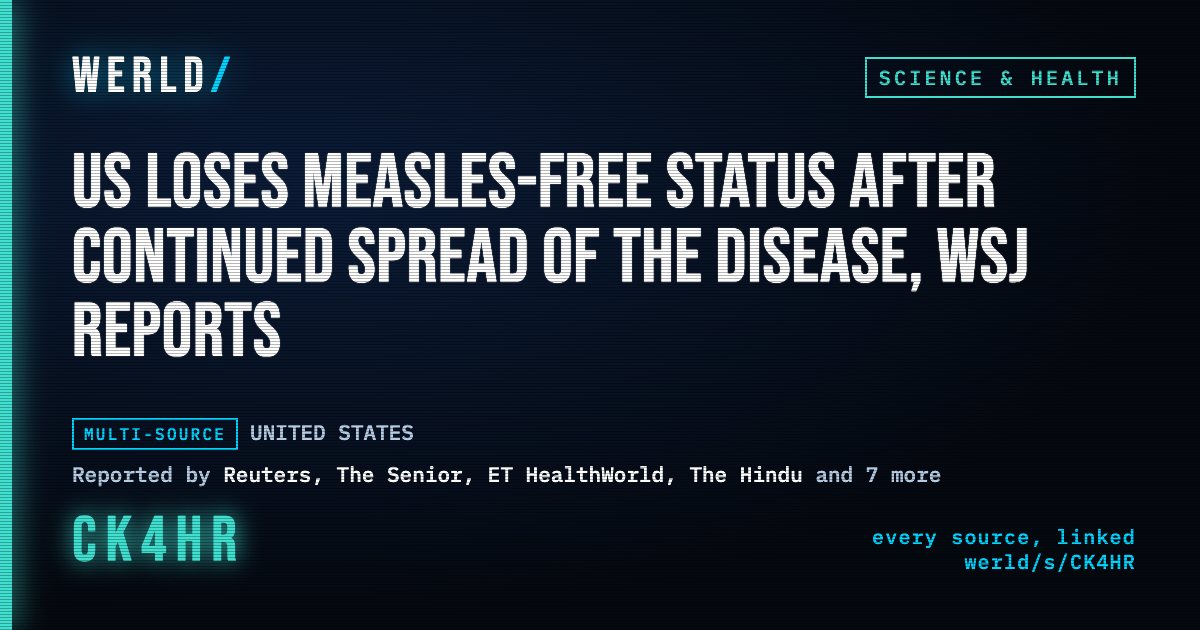 WERLD/
SCIENCE & HEALTH
US LOSES MEASLES-FREE STATUS AFTER
CONTINUED SPREAD OF THE DISEASE, WSJ
REPORTS
MULTI-SOURCE UNITED STATES
Reported by Reuters, The Senior, ET HealthWorld, The Hindu and 7 more
CK4HR
every source, linked
werld/s/CK4HR